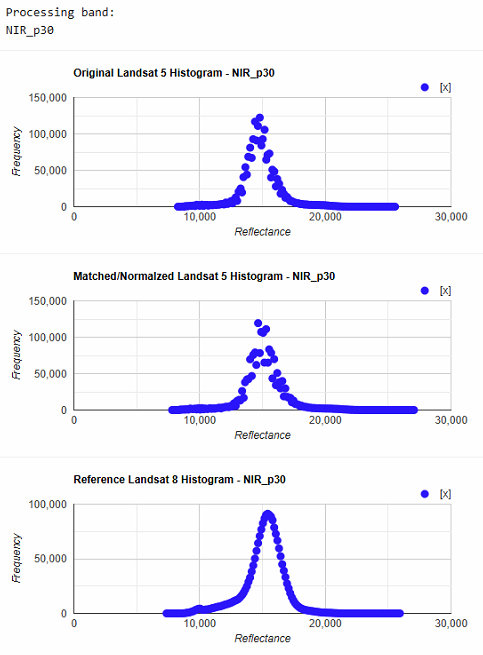 Processing band:
NIR_p30
Original Landsat 5 Histogram - NIR_p30
[x]
150,000
100,000
50,000
0
Frequency
0
10,000
20,000
30,000
Reflectance
Matched/Normalzed Landsat 5 Histogram - NIR_p30
[x]
150,000
100,000
50,000
0
Frequency
0
10,000
20,000
30,000
Reflectance
Reference Landsat 8 Histogram - NIR_p30
[x]
100,000
50,000
0
Frequency
0
10,000
20,000
30,000
Reflectance